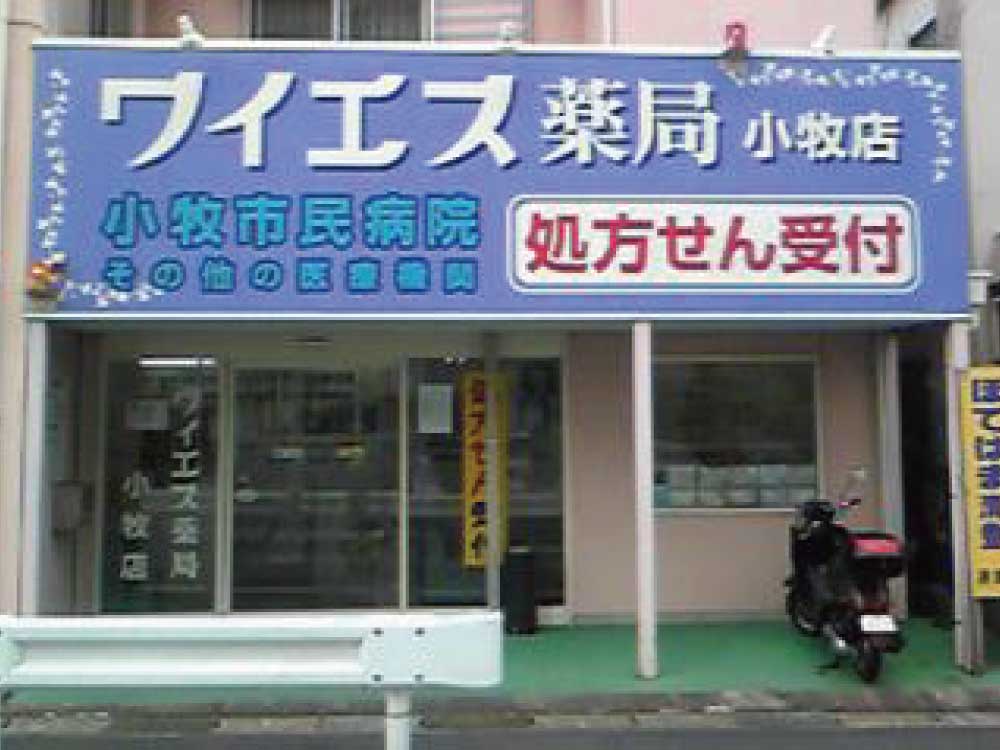 ワイエス薬局 小牧店
小牧市民病院
その他の医療機関
処方せん受付
ワイエス薬局
小牧店